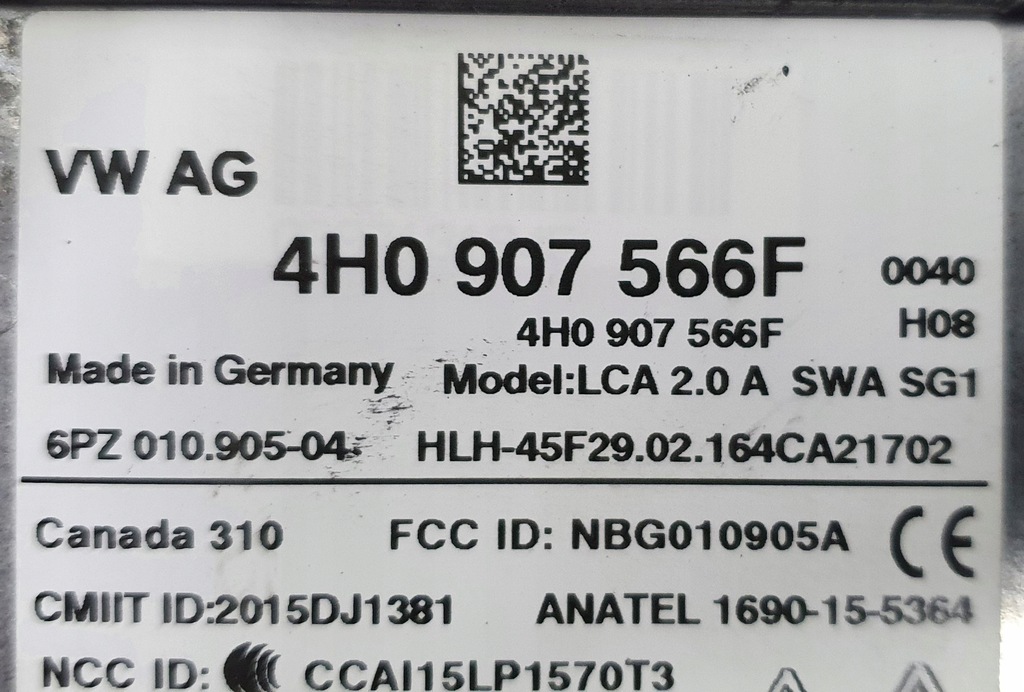 VW AG
4H0 907 566F 0040
4H0 907 566F H08
Made in Germany Model:LCA 2.0 A SWA SG1
6PZ 010.905-04 HLH-45F29.02.164CA21702
Canada 310 FCC ID: NBG010905A CE
CMIIT ID:2015DJ1381 ANATEL 1690-15-5364
NCC ID: CCAI15LP1570T3